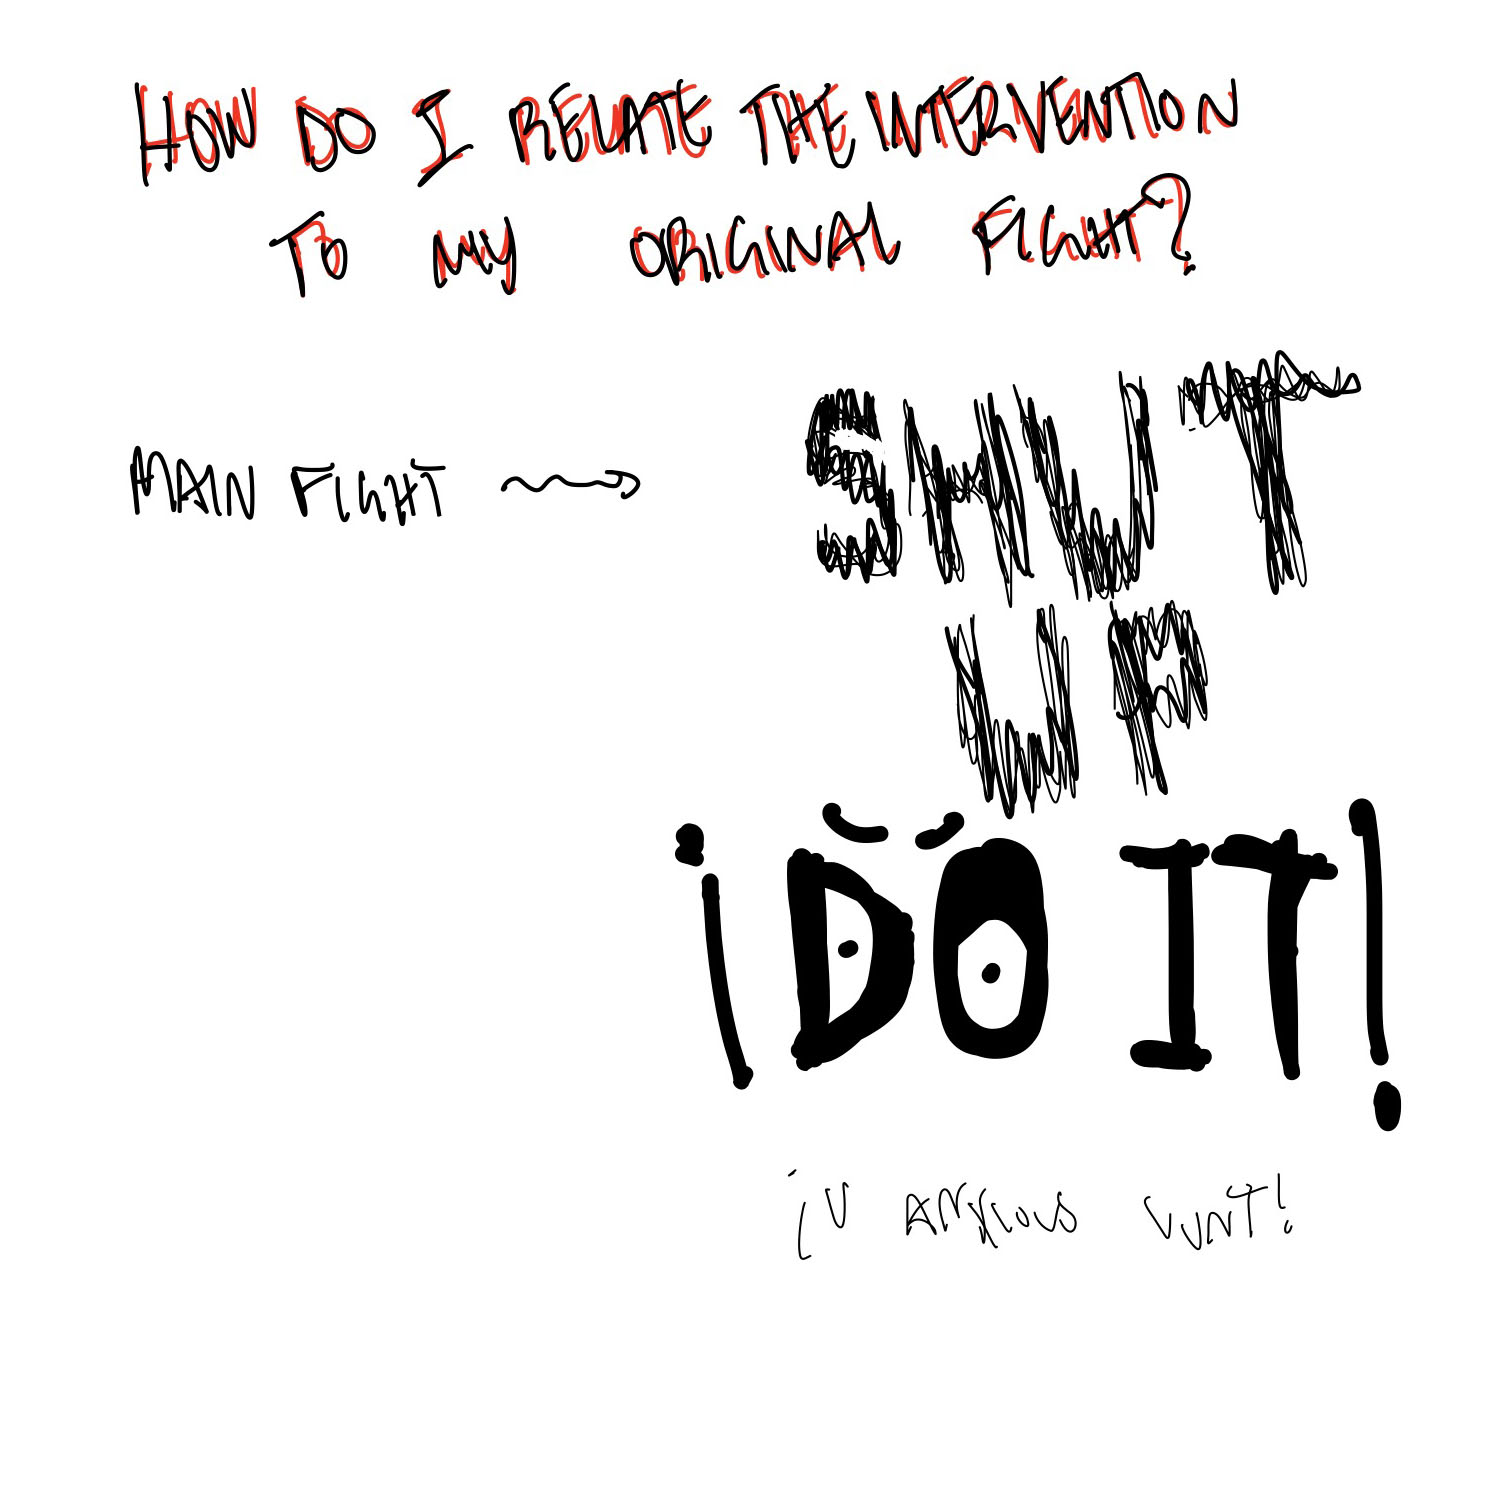 HOW DO I RELATE THE INTERVENTION
TO MY ORIGINAL FIGHT?
MAIN FIGHT
SHUT
UP
¡DO IT!
¡U ANXIOUS CUNT!